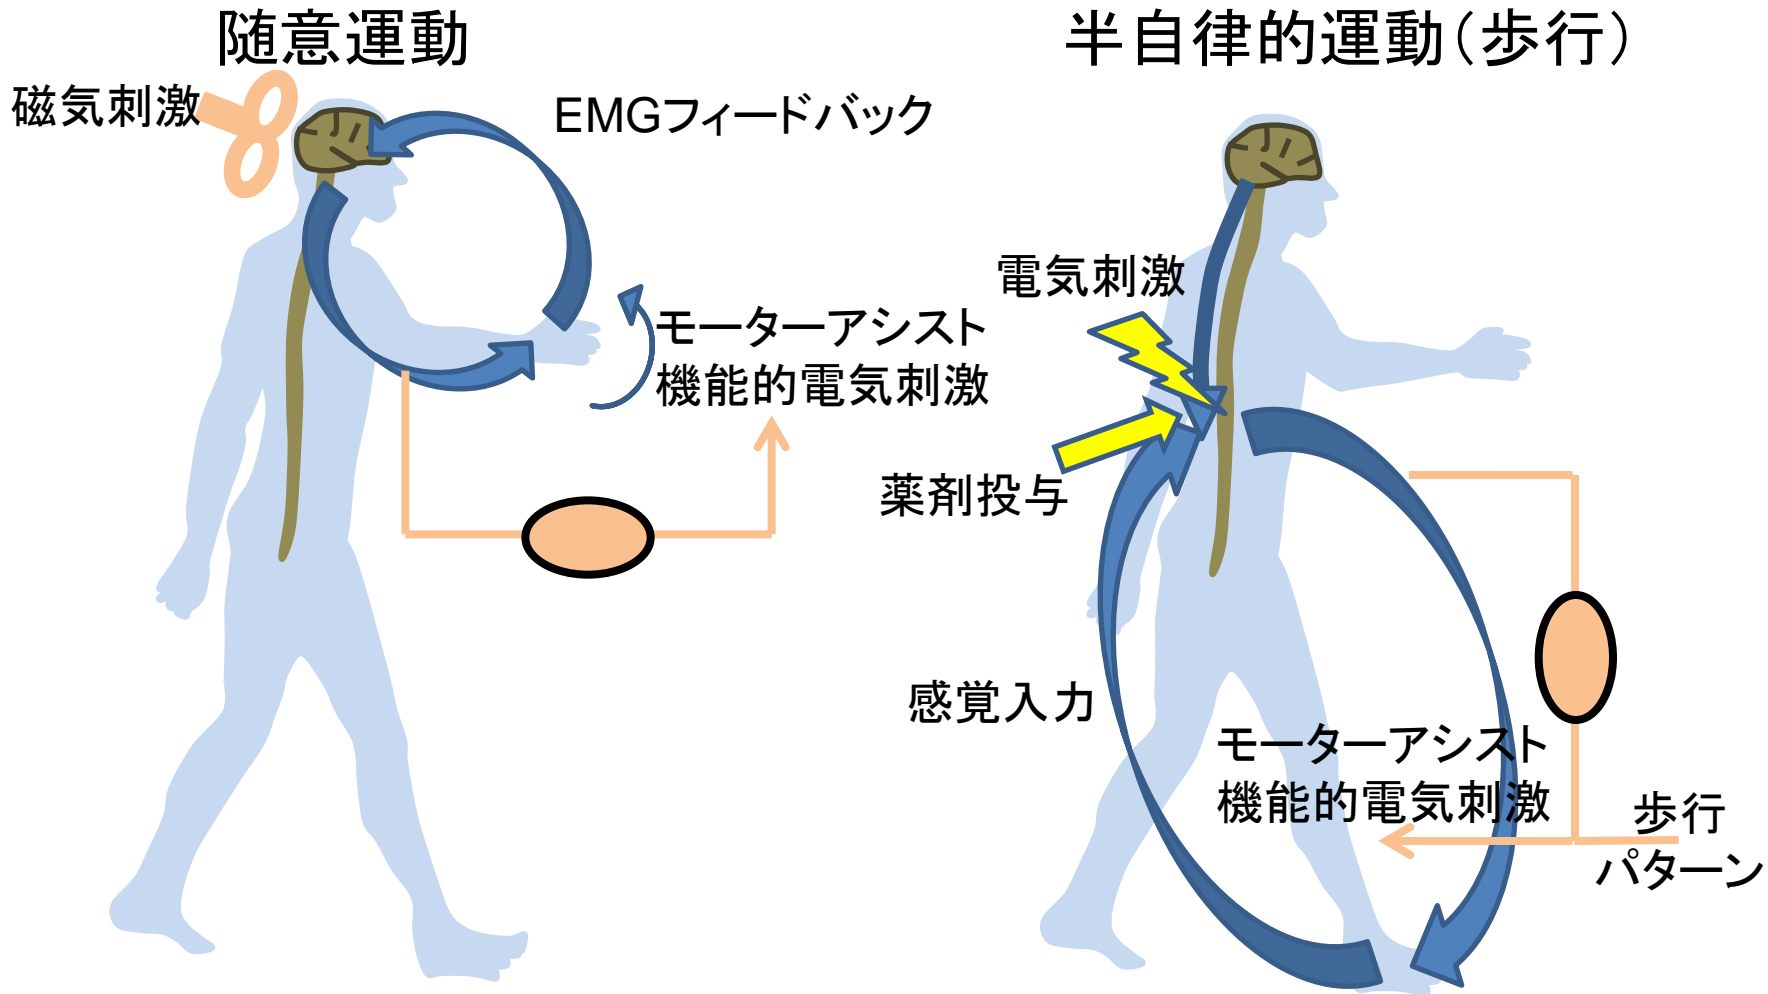 随意運動
磁気刺激
EMGフィードバック
モーターアシスト
機能的電気刺激
半自律的運動(歩行)
電気刺激
薬剤投与
感覚入力
モーターアシスト
機能的電気刺激
歩行
パターン